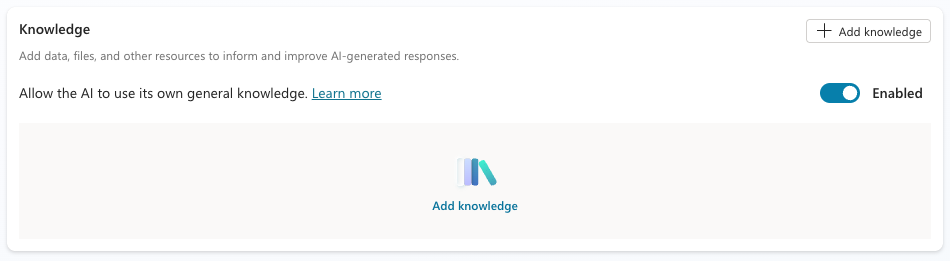 Knowledge
Add knowledge
Add data, files, and other resources to inform and improve AI-generated responses.
Allow the AI to use its own general knowledge. Learn more
Enabled
Add knowledge